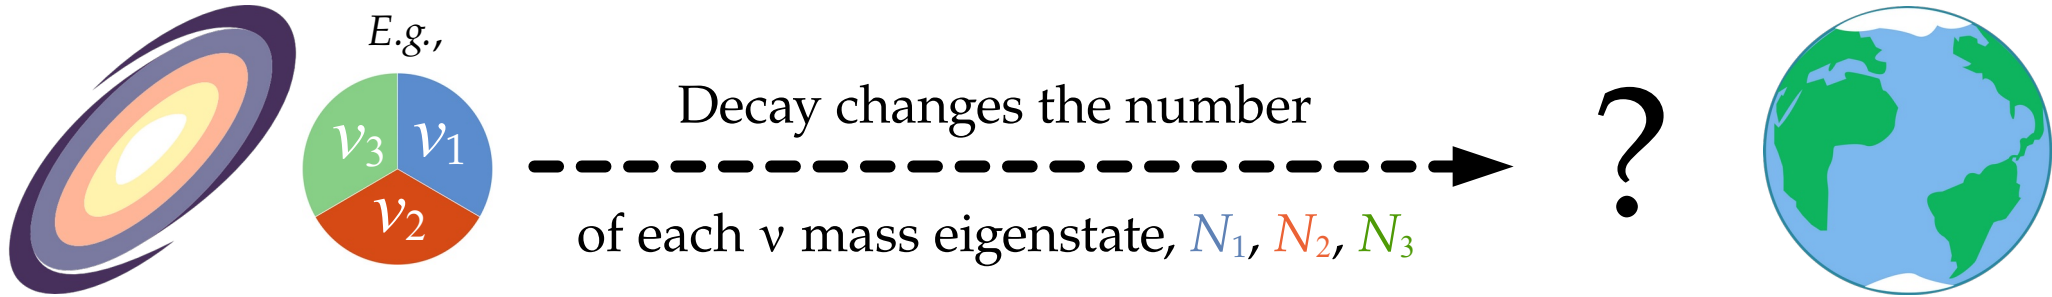 E.g.,
ν3 ν1
ν2
Decay changes the number
of each ν mass eigenstate, N1, N2, N3
?